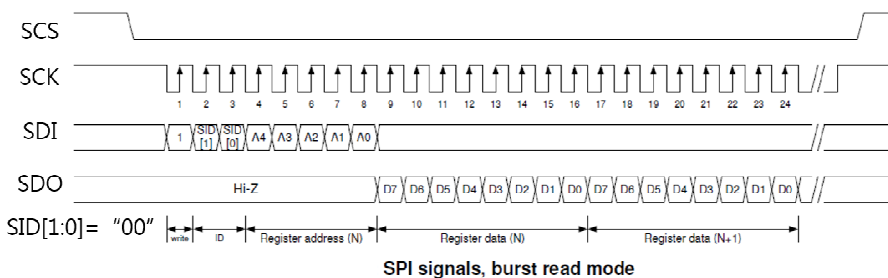 SCS
SCK
1 2 3 4 5 6 7 8 9 10 11 12 13 14 15 16 17 18 19 20 21 22 23 24
SDI 1 SID[1] SID[0] A4 A3 A2 A1 A0
SDO Hi-Z D7 D6 D5 D4 D3 D2 D1 D0 D7 D6 D5 D4 D3 D2 D1 D0
SID[1:0]= “00” write ID Register address (N) Register data (N) Register data (N+1)
SPI signals, burst read mode